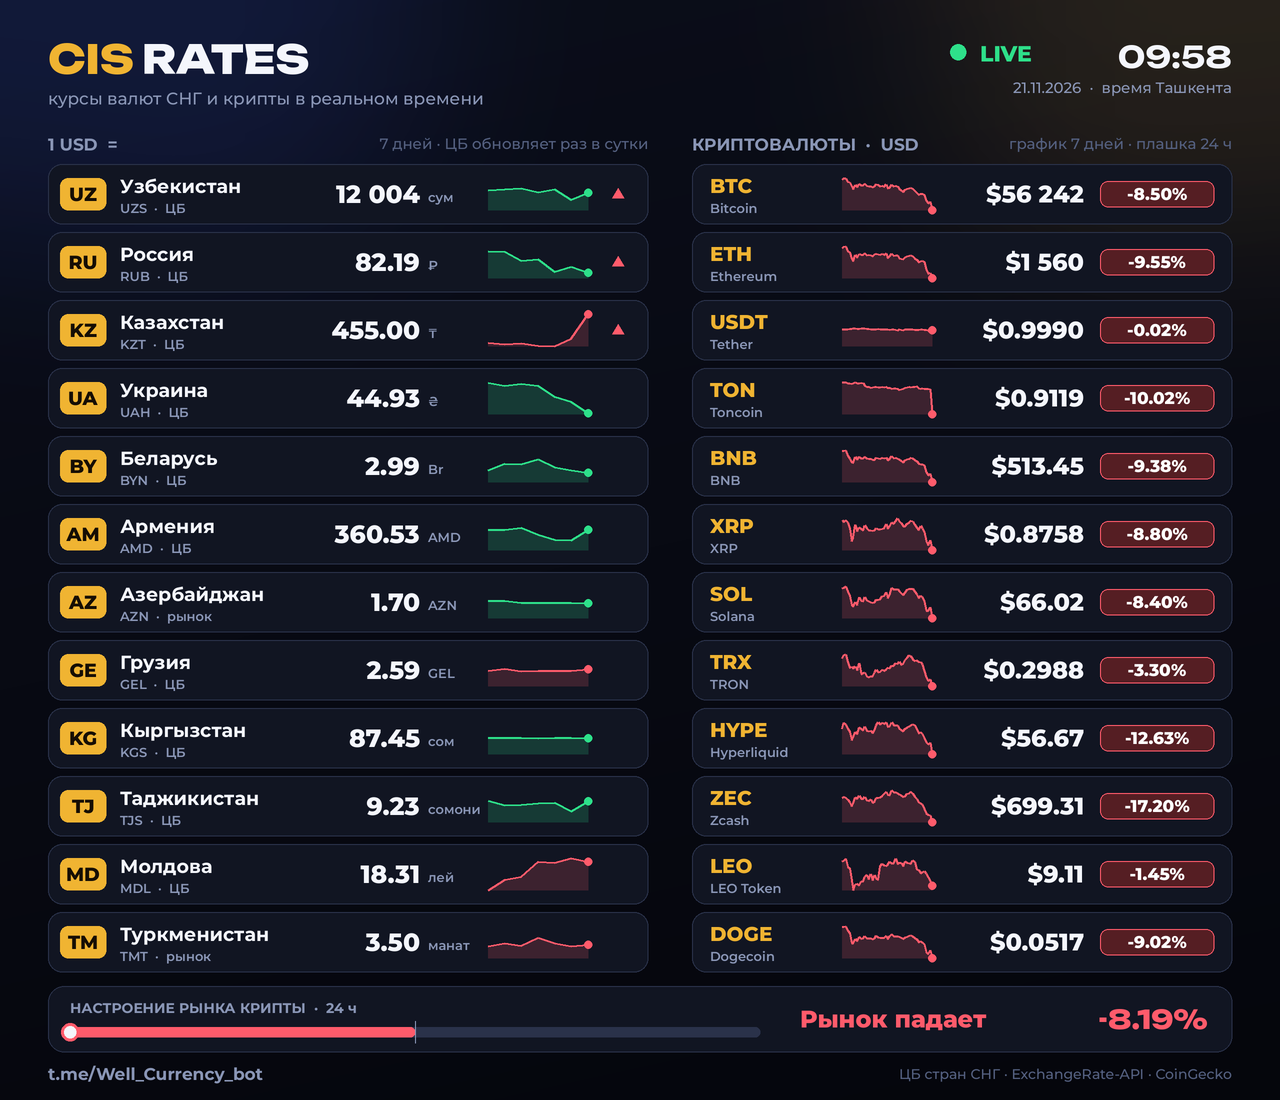 CIS RATES
курсы валют СНГ и крипты в реальном времени
LIVE
09:58
21.11.2026 · время Ташкента
1 USD =
7 дней · ЦБ обновляет раз в сутки
UZ Узбекистан 12 004 сум ▲
UZS · ЦБ
RU Россия 82.19 ₽ ▲
RUB · ЦБ
KZ Казахстан 455.00 ₸ ▲
KZT · ЦБ
UA Украина 44.93 ₴
UAH · ЦБ
BY Беларусь 2.99 Br
BYN · ЦБ
AM Армения 360.53 AMD
AMD · ЦБ
AZ Азербайджан 1.70 AZN
AZN · рынок
GE Грузия 2.59 GEL
GEL · ЦБ
KG Кыргызстан 87.45 сом
KGS · ЦБ
TJ Таджикистан 9.23 сомони
TJS · ЦБ
MD Молдова 18.31 лей
MDL · ЦБ
TM Туркменистан 3.50 манат
TMT · рынок
КРИПТОВАЛЮТЫ · USD
график 7 дней · плашка 24 ч
BTC $56 242 -8.50%
Bitcoin
ETH $1 560 -9.55%
Ethereum
USDT $0.9990 -0.02%
Tether
TON $0.9119 -10.02%
Toncoin
BNB $513.45 -9.38%
BNB
XRP $0.8758 -8.80%
XRP
SOL $66.02 -8.40%
Solana
TRX $0.2988 -3.30%
TRON
HYPE $56.67 -12.63%
Hyperliquid
ZEC $699.31 -17.20%
Zcash
LEO $9.11 -1.45%
LEO Token
DOGE $0.0517 -9.02%
Dogecoin
НАСТРОЕНИЕ РЫНКА КРИПТЫ · 24 ч
Рынок падает
-8.19%
t.me/Well_Currency_bot
ЦБ стран СНГ · ExchangeRate-API · CoinGecko